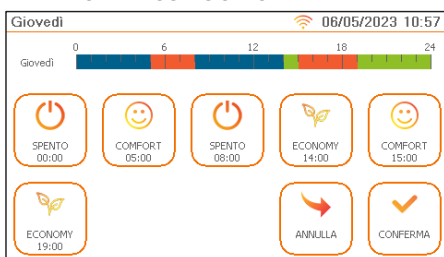 Giovedì 06/05/2023 10:57
0 6 12 18 24
Giovedì
SPENTO COMFORT SPENTO ECONOMY COMFORT
00:00 05:00 08:00 14:00 15:00
ECONOMY ANNULLA CONFERMA
19:00